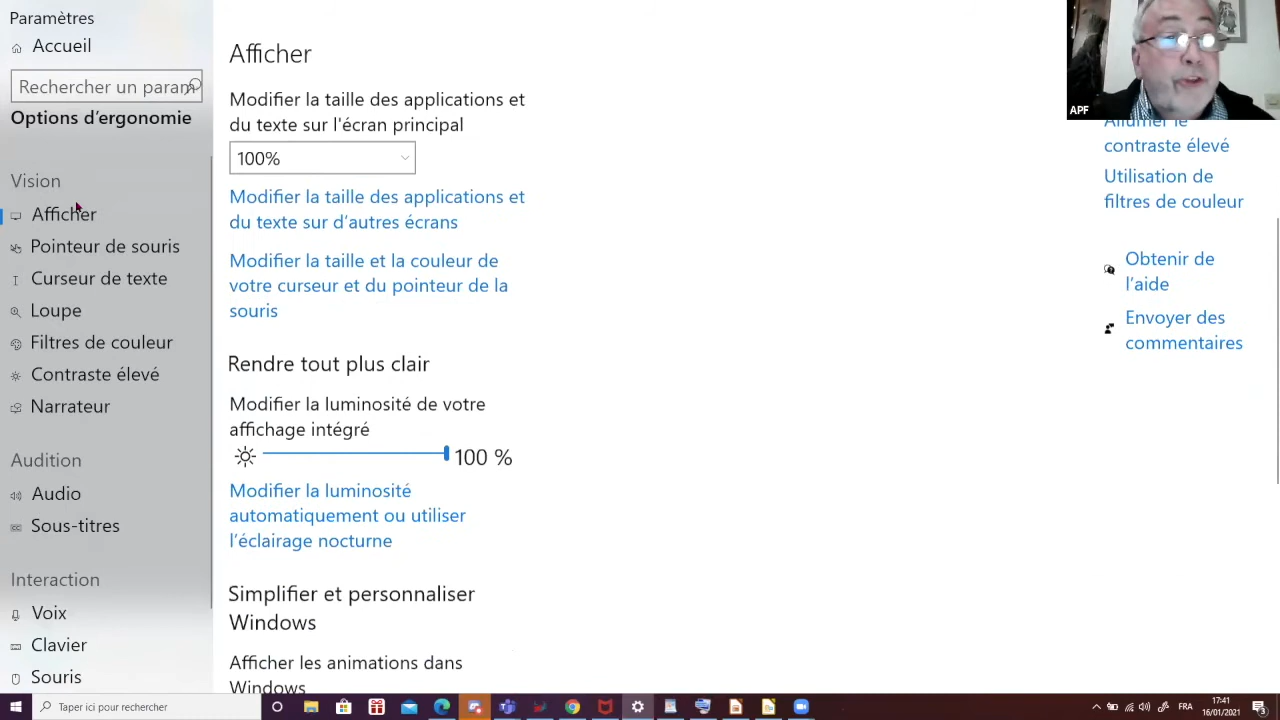 Paramètres
Accueil
Rechercher un param
Options d’ergonomie
Vision
Afficher
Pointeur de souris
Curseur de texte
Loupe
Filtres de couleur
Contraste élevé
Narrateur
Audition
Audio
Sous-titres
Interaction
Voix
Clavier
Souris
Afficher
Modifier la taille des applications et
du texte sur l'écran principal
100%
Modifier la taille des applications et
du texte sur d’autres écrans
Modifier la taille et la couleur de
votre curseur et du pointeur de la
souris
Rendre tout plus clair
Modifier la luminosité de votre
affichage intégré
100 %
Modifier la luminosité
automatiquement ou utiliser
l’éclairage nocturne
Simplifier et personnaliser
Windows
Afficher les animations dans
Windows
APF
Allumer le
contraste élevé
Utilisation de
filtres de couleur
Obtenir de
l’aide
Envoyer des
commentaires
Taper ici pour rechercher
FRA
17:41
16/01/2021
3